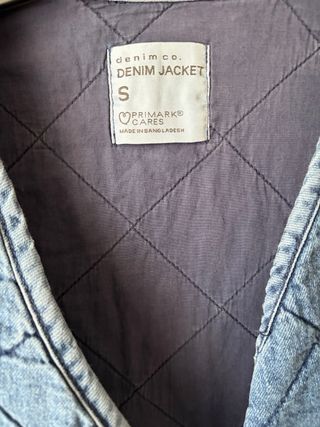 denim co.
DENIM JACKET
S
PRIMARK®
CARES
MADE IN BANGLADESH